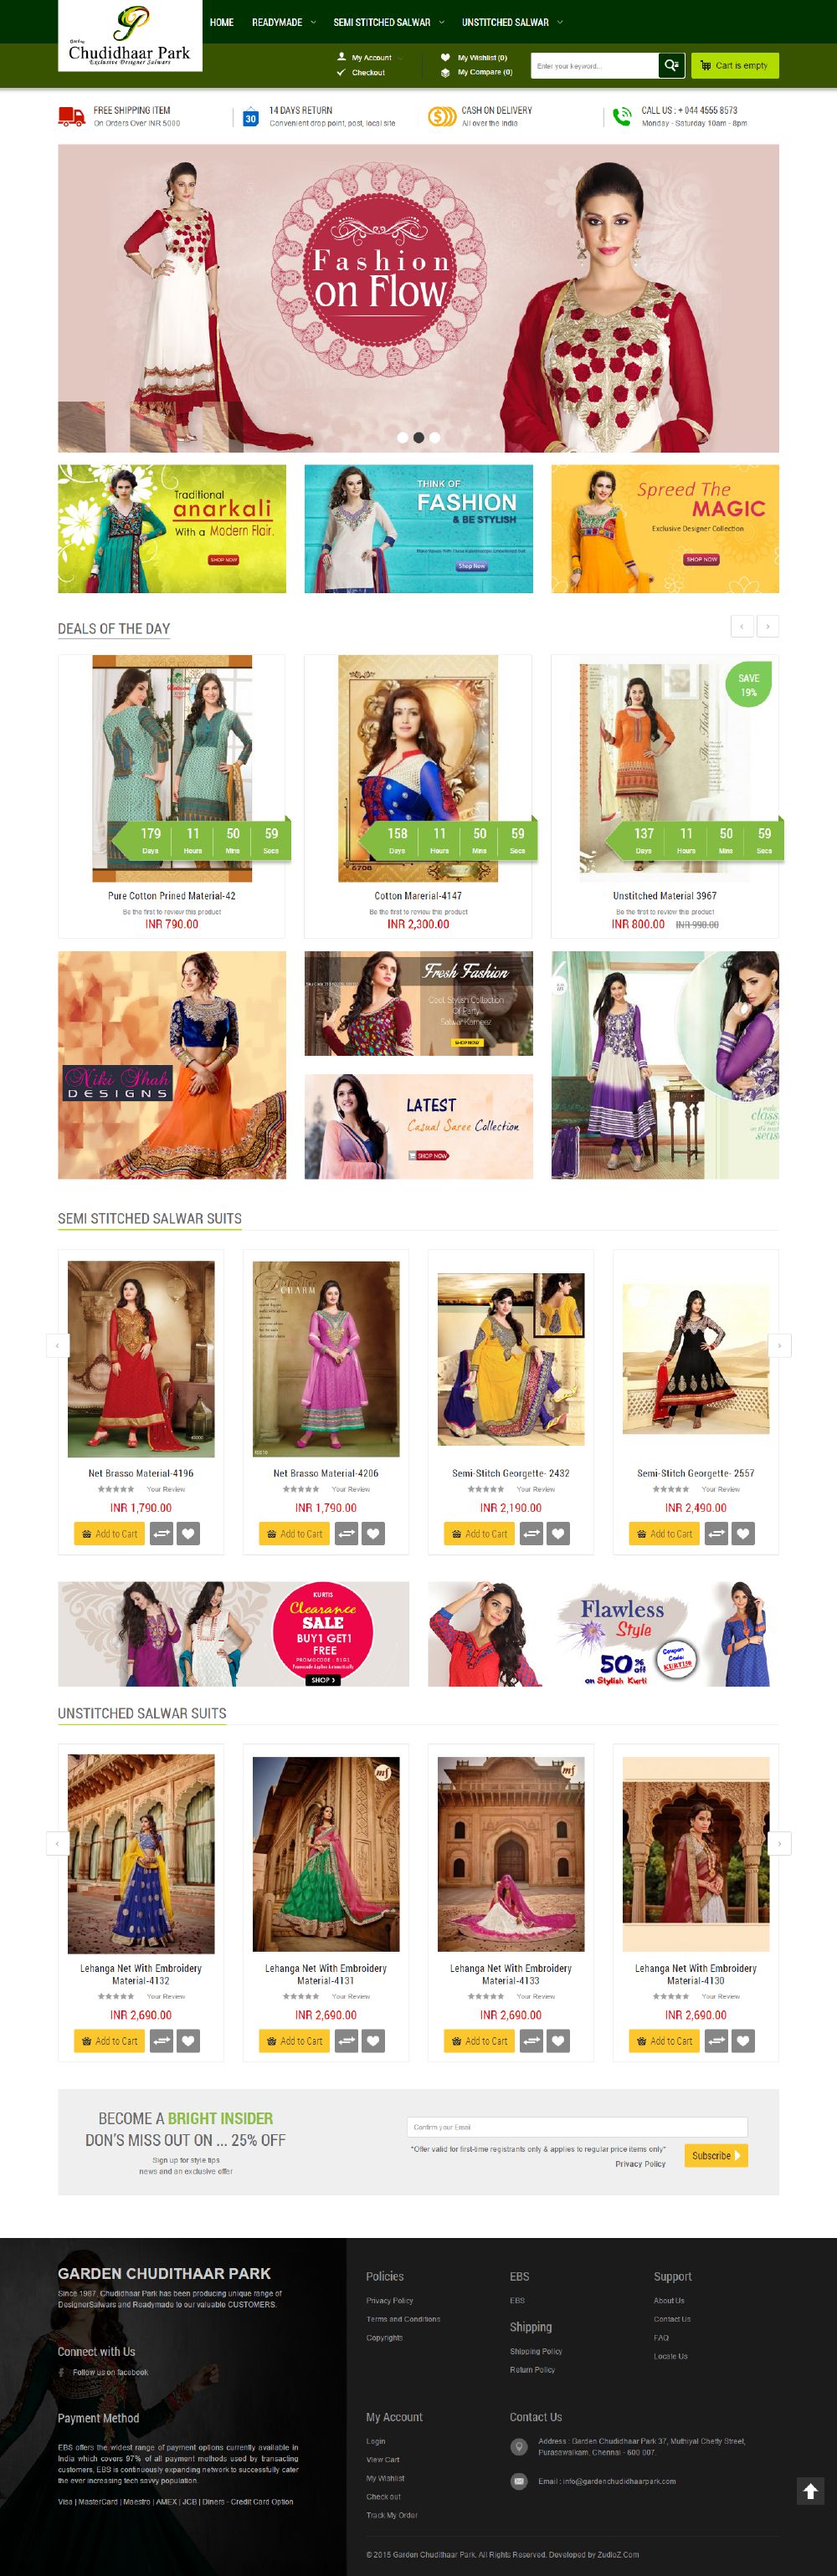 HOME READYMADE SEMI STITCHED SALWAR UNSTITCHED SALWAR
Garden
Chudidhaar Park
Exclusive Designer Salwars
My Account
My Wishlist (0)
Checkout
My Compare (0)
Enter your keyword...
Cart is empty
FREE SHIPPING ITEM
On Orders Over INR 5000
30
14 DAYS RETURN
Convenient drop point, post, local site
CASH ON DELIVERY
All over the India
CALL US : + 044 4555 8573
Monday - Saturday 10am - 8pm
Fashion
on Flow
Traditional
anarkali
With a Modern Flair.
SHOP NOW
THINK OF
FASHION
& BE STYLISH
Shop Now
Spreed The
MAGIC
Exclusive Designer Collection
SHOP NOW
DEALS OF THE DAY
179 11 50 59
Days Hours Mins Secs
Pure Cotton Prined Material-42
Be the first to review this product
INR 790.00
6708
158 11 50 59
Days Hours Mins Secs
Cotton Marerial-4147
Be the first to review this product
INR 2,300.00
SAVE
19%
137 11 50 59
Days Hours Mins Secs
Unstitched Material 3967
Be the first to review this product
INR 800.00 INR 990.00
Niki Shah
DESIGNS
Fresh Fashion
Cool Stylish Collection
Of Party
Salwar Kameez
SHOP NOW
LATEST
Casual Saree Collection
SHOP NOW
class
SEMI STITCHED SALWAR SUITS
Net Brasso Material-4196
Your Review
INR 1,790.00
Add to Cart
CHARM
Net Brasso Material-4206
Your Review
INR 1,790.00
Add to Cart
Semi-Stitch Georgette- 2432
Your Review
INR 2,190.00
Add to Cart
Semi-Stitch Georgette- 2557
Your Review
INR 2,490.00
Add to Cart
KURTIS
Clearance
SALE
BUY1 GET1
FREE
SHOP
Flawless
Style
50% off
on Stylish Kurti
Coupon
Code:
KURTI50
UNSTITCHED SALWAR SUITS
Lehanga Net With Embroidery
Material-4132
Your Review
INR 2,690.00
Add to Cart
mf
Lehanga Net With Embroidery
Material-4131
Your Review
INR 2,690.00
Add to Cart
mf
Lehanga Net With Embroidery
Material-4133
Your Review
INR 2,690.00
Add to Cart
Lehanga Net With Embroidery
Material-4130
Your Review
INR 2,690.00
Add to Cart
BECOME A BRIGHT INSIDER
DON'S MISS OUT ON ... 25% OFF
Sign up for style tips
news and an exclusive offer
Confirm your Email
*Offer valid for first-time registrants only & applies to regular price items only*
Privacy Policy
Subscribe
GARDEN CHUDITHAAR PARK
Since 1987, Chudidhaar Park has been producing unique range of
DesignerSalwars and Readymade to our valuable CUSTOMERS.
Connect with Us
Follow us on facebook
Payment Method
EBS offers the widest range of payment options currently available in
India which covers 97% of all payment methods used by transacting
customers, EBS is continuously expanding network to successfully cater
the ever increasing tech savvy population.
Visa | MasterCard | Maestro | AMEX | JCB | Diners - Credit Card Option
Policies
Privacy Policy
Terms and Conditions
Copyrights
EBS
EBS
Shipping
Shipping Policy
Return Policy
Support
About Us
Contact Us
FAQ
Locate Us
My Account
Login
View Cart
My Wishlist
Check out
Track My Order
Contact Us
Address : Garden Chudidhaar Park 37, Muthiyal Chetty Street,
Purasawalkam, Chennai - 600 007.
Email : info@gardenchudidhaarpark.com
© 2015 Garden Chudithaar Park. All Rights Reserved. Developed by ZedioZ.Com